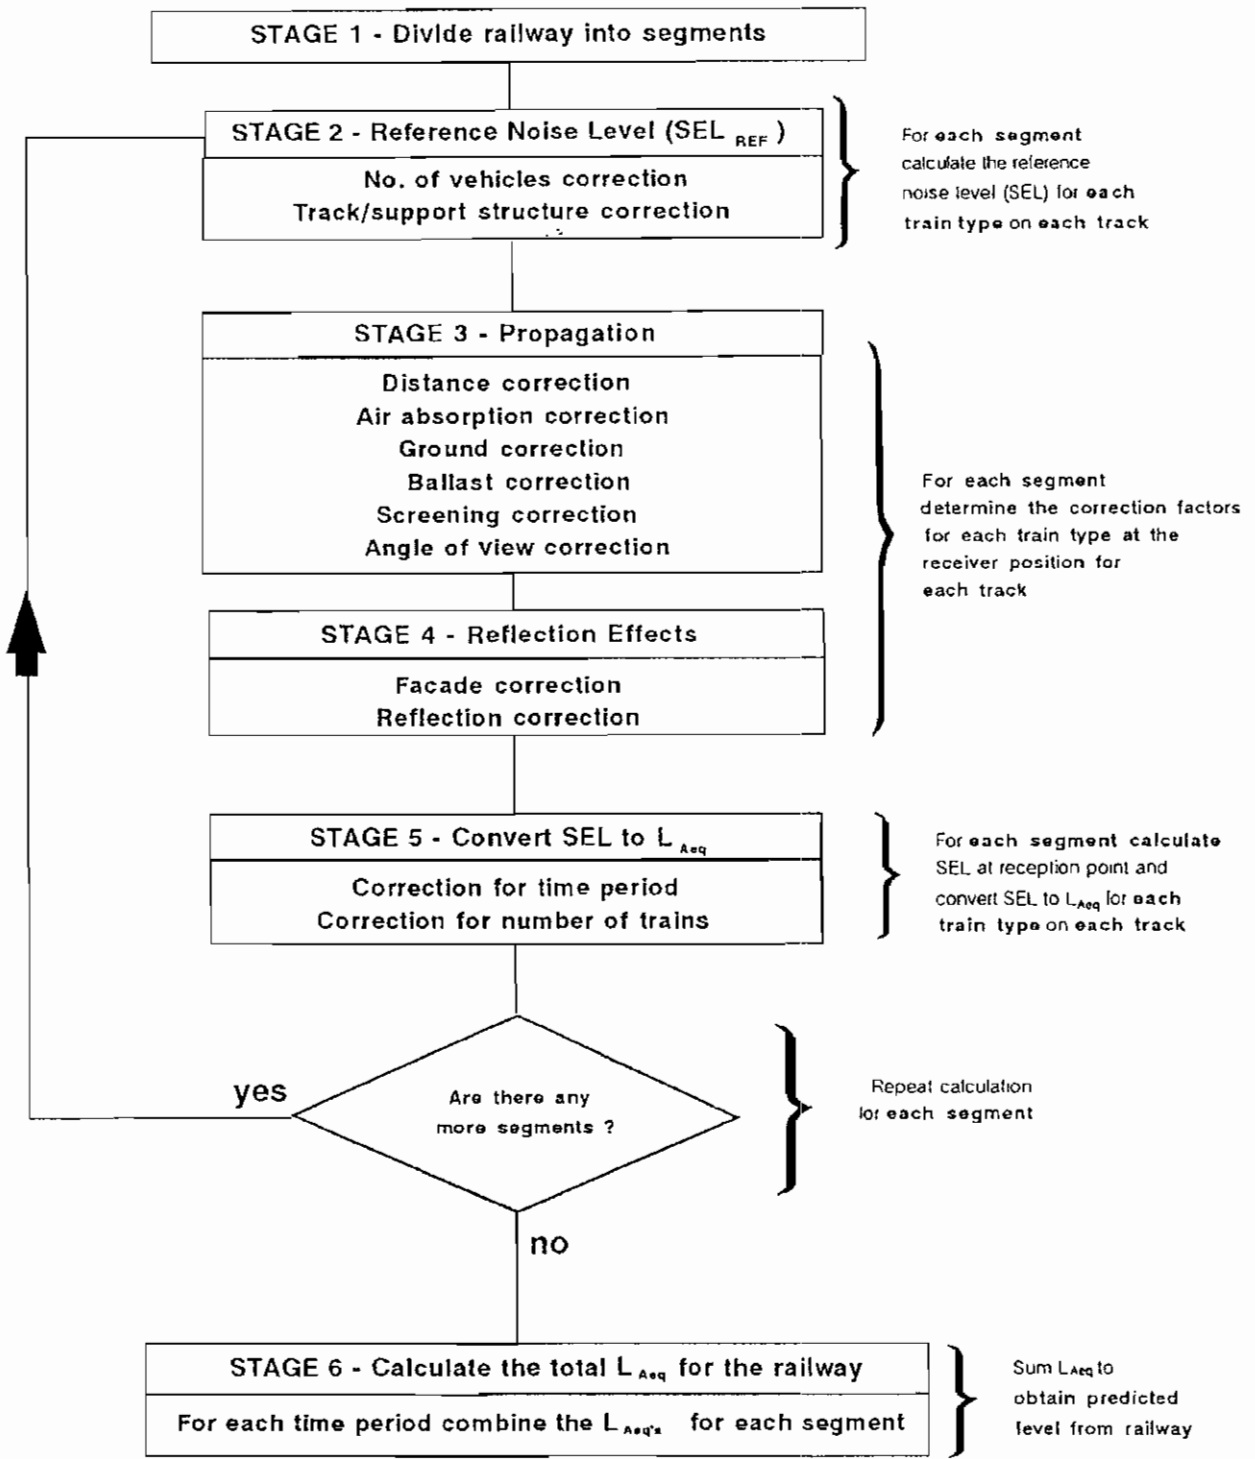 STAGE 1 - Divide railway into segments
STAGE 2 - Reference Noise Level (SEL REF )
No. of vehicles correction
Track/support structure correction
For each segment
calculate the reference
noise level (SEL) for each
train type on each track
STAGE 3 - Propagation
Distance correction
Air absorption correction
Ground correction
Ballast correction
Screening correction
Angle of view correction
For each segment
determine the correction factors
for each train type at the
receiver position for
each track
STAGE 4 - Reflection Effects
Facade correction
Reflection correction
STAGE 5 - Convert SEL to L Aeq
Correction for time period
Correction for number of trains
For each segment calculate
SEL at reception point and
convert SEL to LAeq for each
train type on each track
yes
Are there any
more segments ?
Repeat calculation
for each segment
no
STAGE 6 - Calculate the total L Aeq for the railway
For each time period combine the L Aeq's for each segment
Sum LAeq to
obtain predicted
level from railway